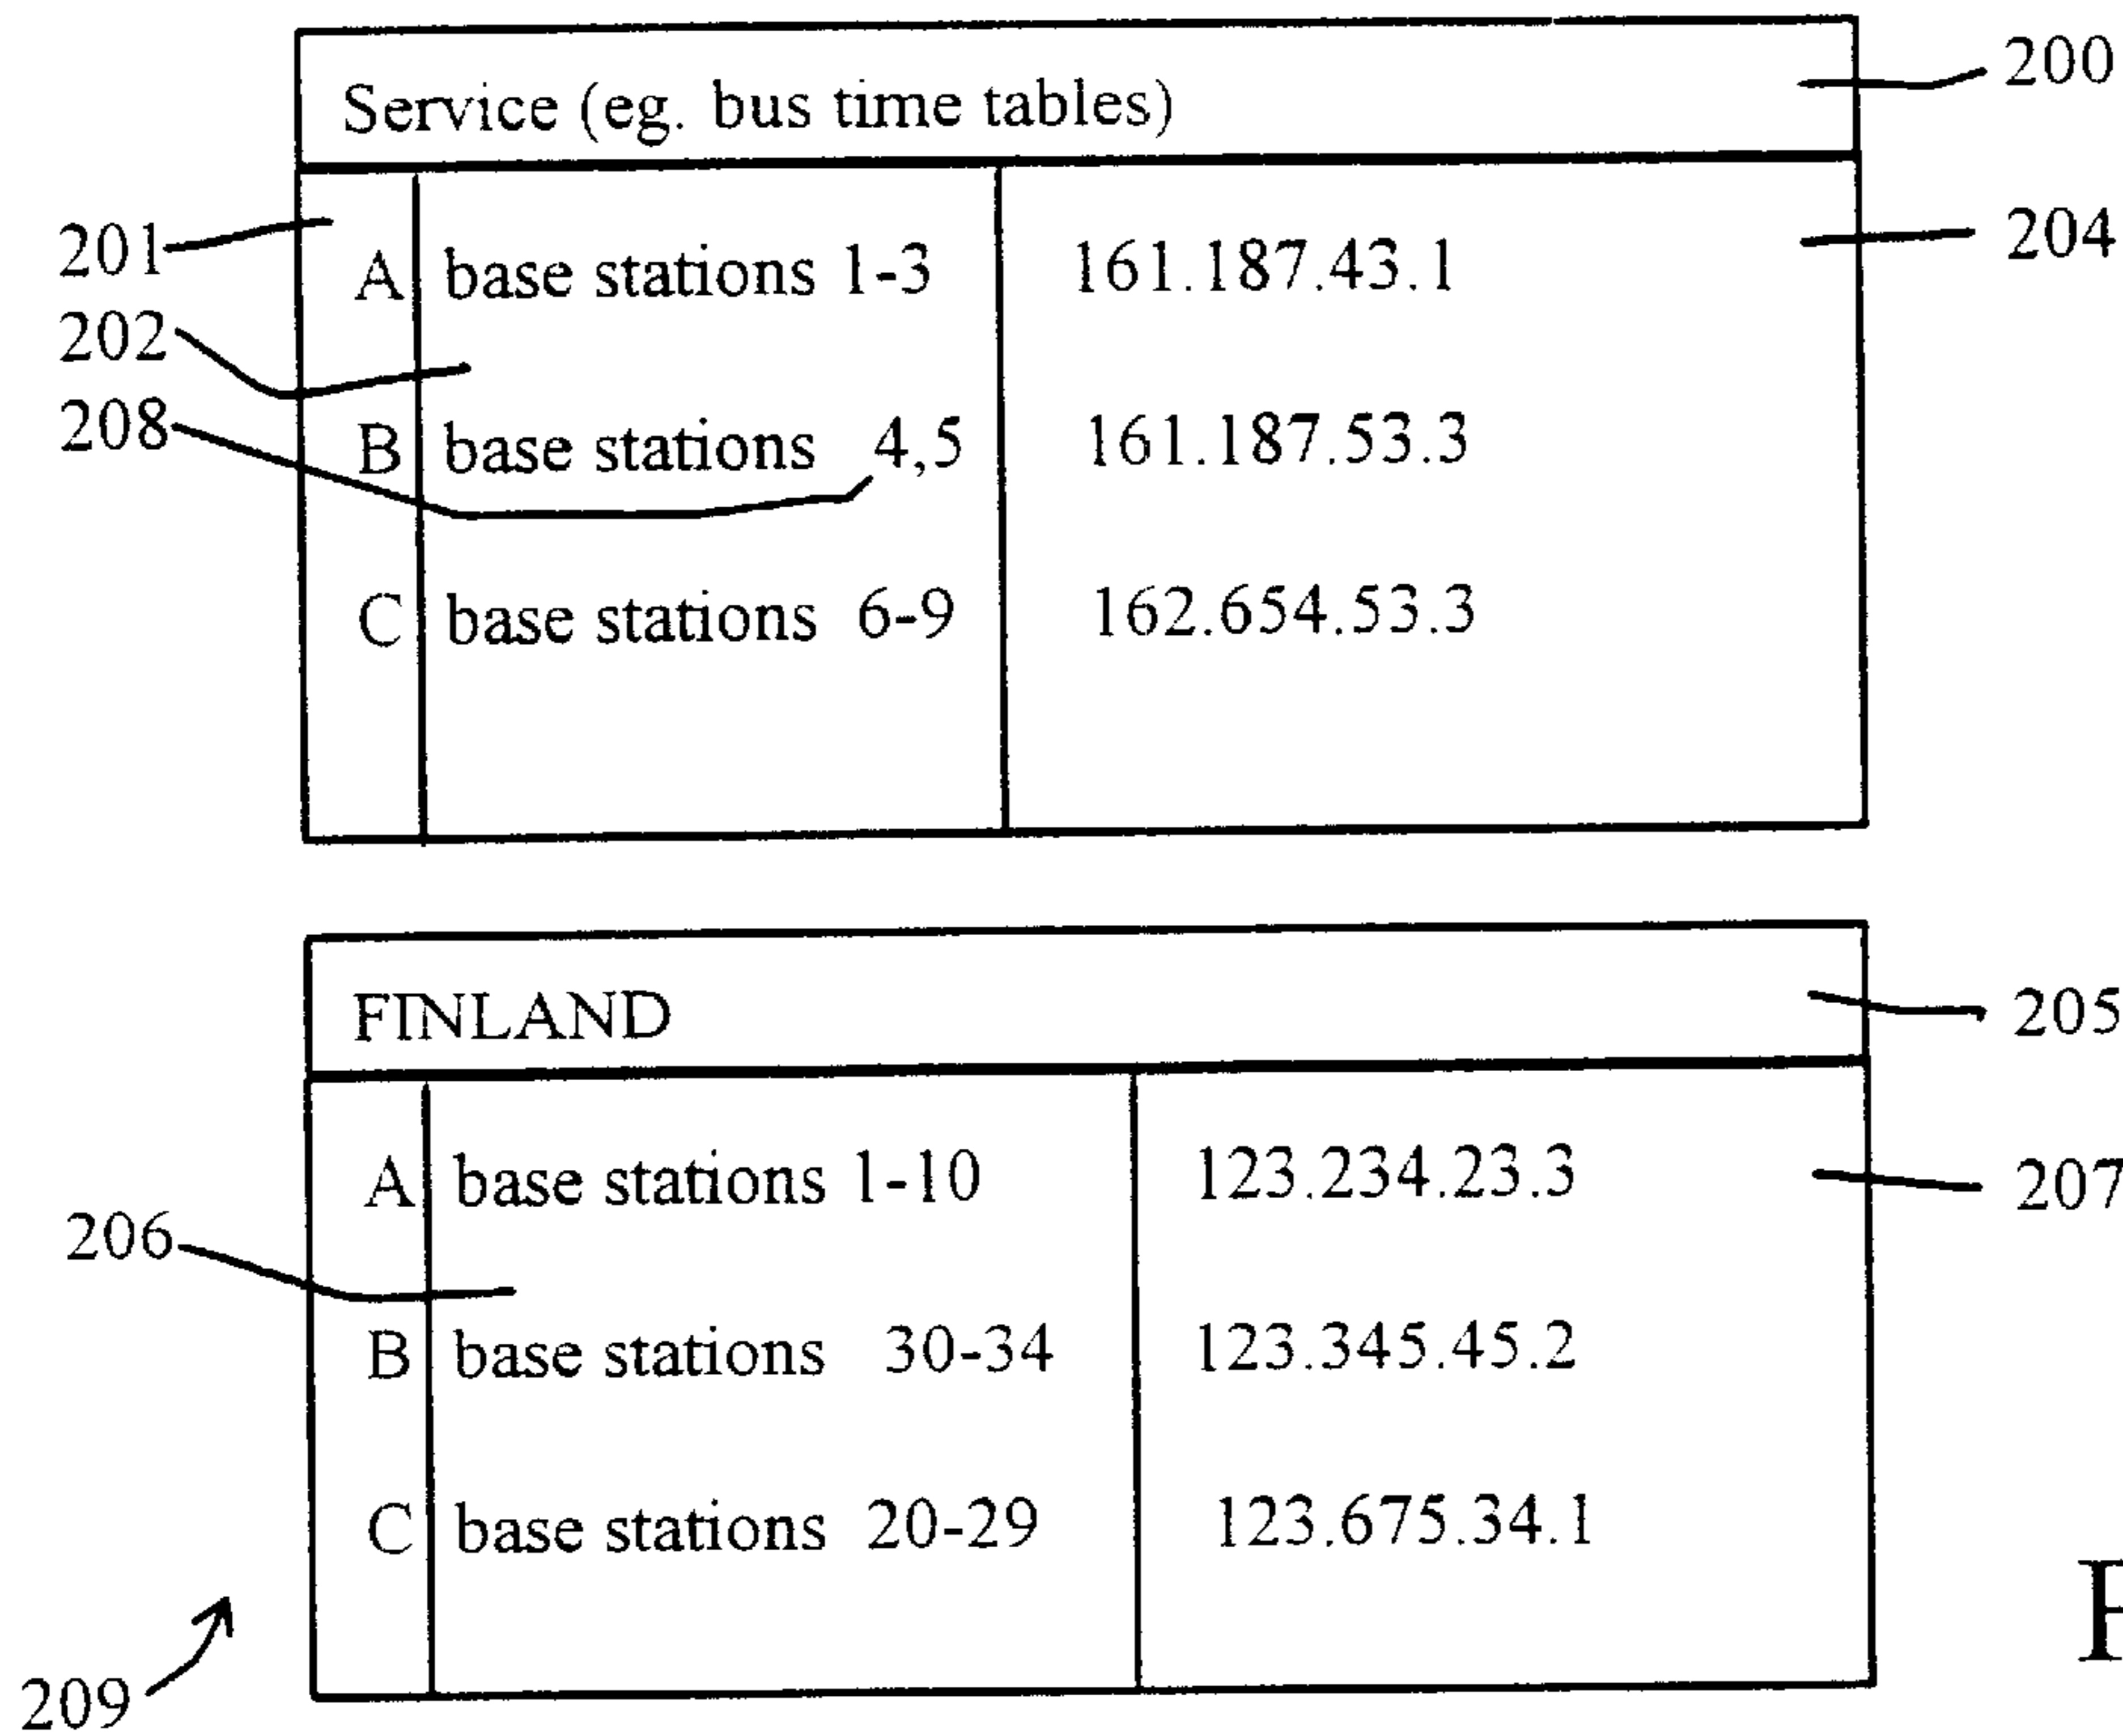 Service (eg. bus time tables) 200
201 204
A base stations 1-3 161.187.43.1
202
208 B base stations 4,5 161.187.53.3
C base stations 6-9 162.654.53.3
FINLAND 205
A base stations 1-10 123.234.23.3 207
206
B base stations 30-34 123.345.45.2
C base stations 20-29 123.675.34.1
209